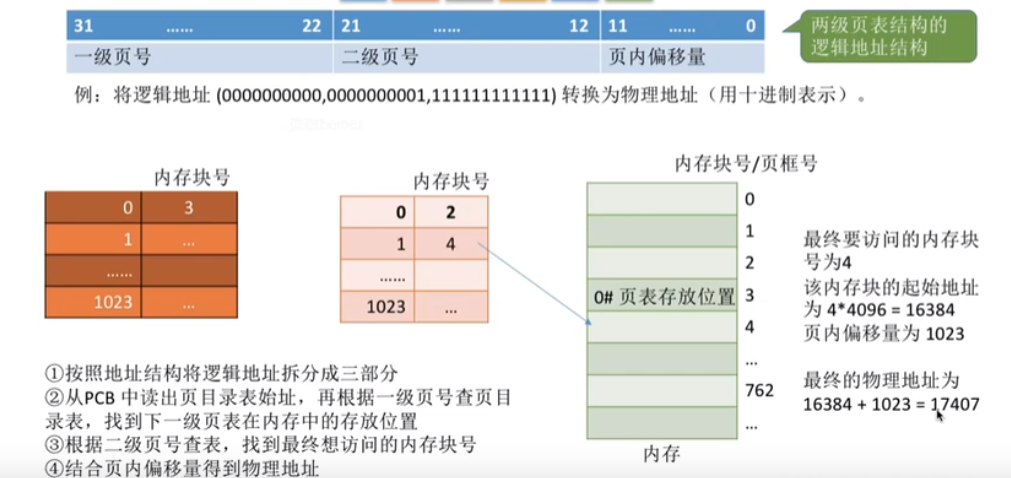 31 …… 22 21 …… 12 11 …… 0
一级页号 二级页号 页内偏移量
两级页表结构的
逻辑地址结构
例：将逻辑地址 (0000000000,0000000001,111111111111) 转换为物理地址（用十进制表示）。
内存块号
0 3
1 …
……
1023 …
内存块号
0 2
1 4
……
1023 …
内存块号/页框号
0
1
2
0# 页表存放位置 3
4
…
762
…
内存
最终要访问的内存块
号为4
该内存块的起始地址
为 4*4096 = 16384
页内偏移量为 1023
最终的物理地址为
16384 + 1023 = 17407
①按照地址结构将逻辑地址拆分成三部分
②从PCB 中读出页目录表始址，再根据一级页号查页目
录表，找到下一级页表在内存中的存放位置
③根据二级页号查表，找到最终想访问的内存块号
④结合页内偏移量得到物理地址